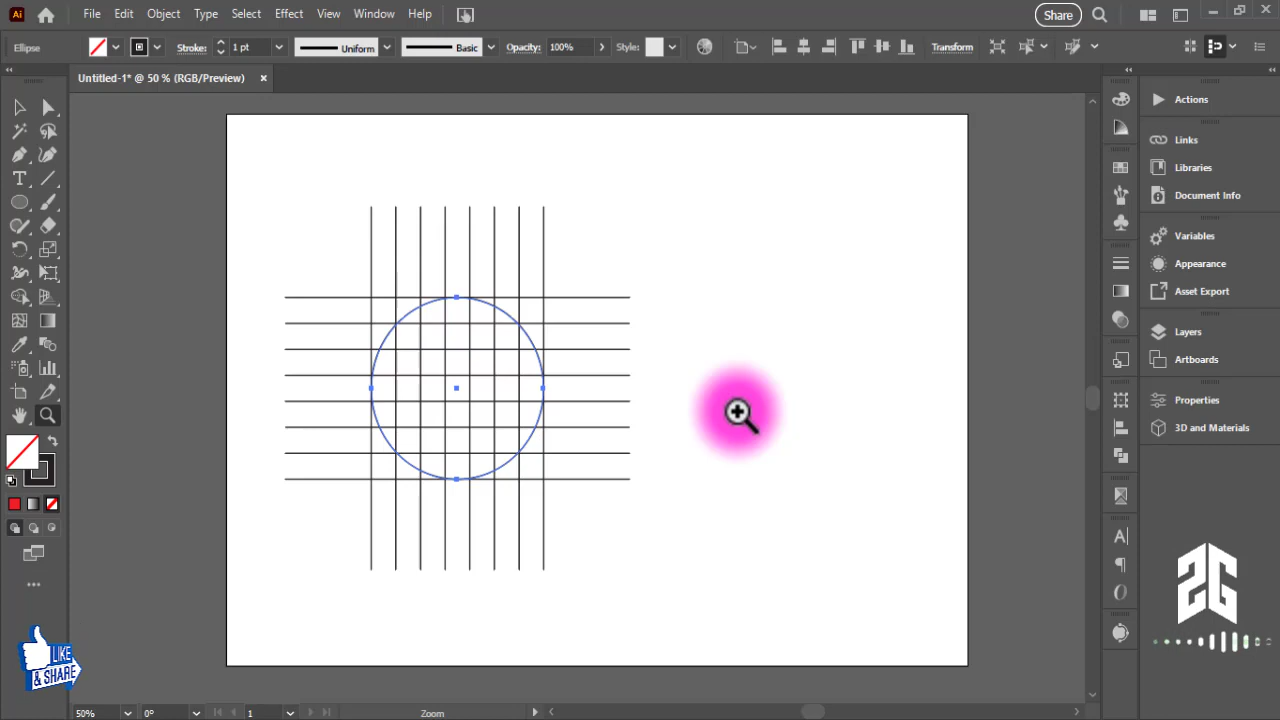 Ai File Edit Object Type Select Effect View Window Help Share
Ellipse Stroke: 1 pt Uniform Basic Opacity: 100% Style: Transform
Untitled-1* @ 50 % (RGB/Preview) ×
Actions
Links
Libraries
Document Info
Variables
Appearance
Asset Export
Layers
Artboards
Properties
3D and Materials
2G
LIKE
& SHARE
50% 0° 1 Zoom